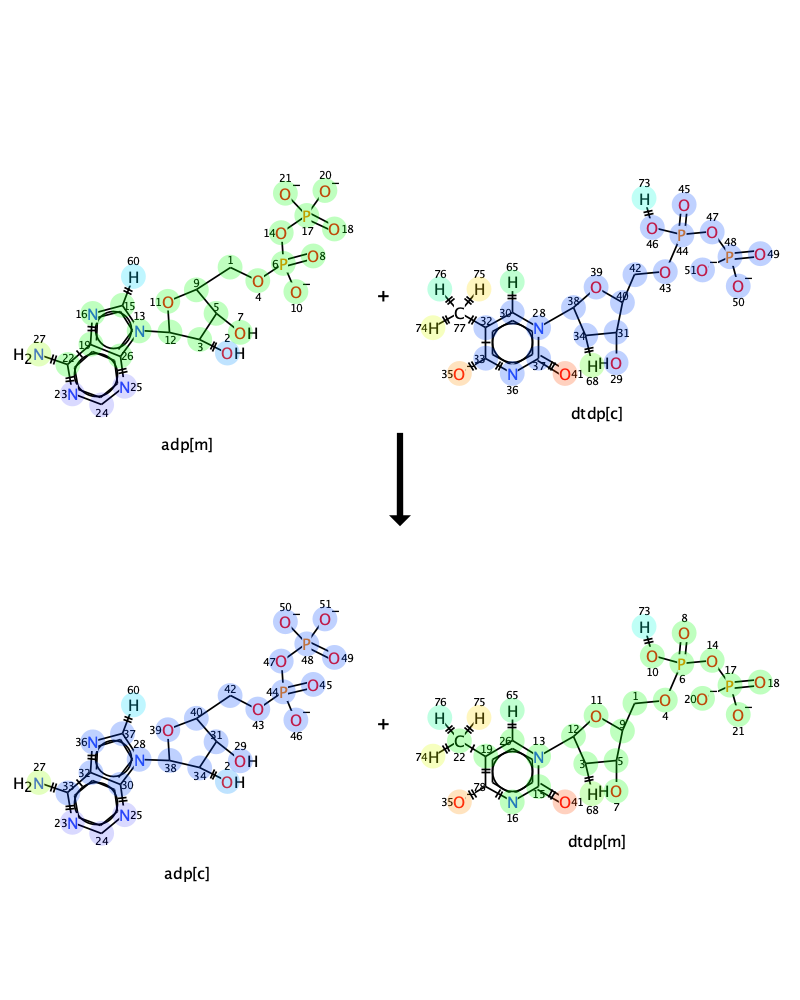 21 20
O− O−
14 O P 17 O 18
1 6 P O 8
60 H
9 O 4 O− 10
16 N 15 11 O 5
13 N 12 3 7 OH
27 H2N 22 19 26 2 OH
23 N N 25
24
adp[m]
+
73 H 45 O
46 O P 44 O 47
48 P O 49
51 O− O− 50
42 O 43
76 H 75 H 65 H
39 O 40
74 H C 77 32 30 28 N 38 34 31
35 O 33 N 36 37 O 41
H 68 HO 29
dtdp[c]
50 51
O− O−
47 O P 48 O 49
42 44 P O 45
60 H
40 O 43 O− 46
36 N 37 39 O 31
28 N 38 34 29 OH
27 H2N 33 32 30 2 OH
23 N N 25
24
adp[c]
+
73 H 8 O
10 O P 6 O 14
17 P O 18
20 O− O− 21
1 O 4
76 H 75 H 65 H
11 O 9
74 H C 22 19 26 13 N 12 3 5
35 O 78 N 16 15 O 41
H 68 HO 7
dtdp[m]